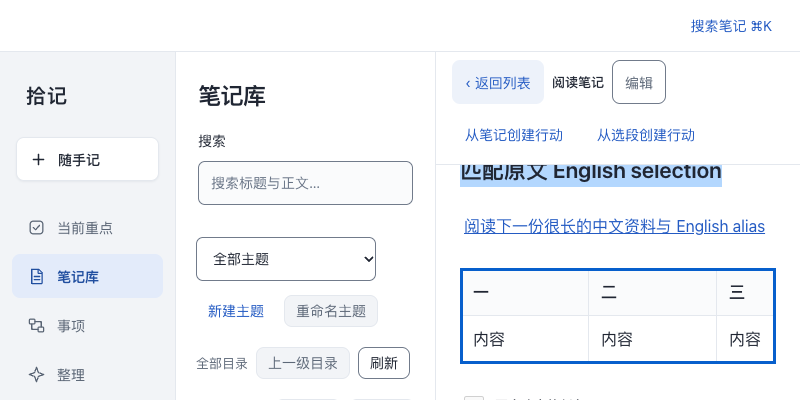 搜索笔记 ⌘K
拾记
随手记
当前重点
笔记库
事项
整理
笔记库
搜索
搜索标题与正文...
全部主题
新建主题 重命名主题
全部目录 上一级目录 刷新
‹ 返回列表 阅读笔记 编辑
从笔记创建行动 从选段创建行动
匹配原文 English selection
阅读下一份很长的中文资料与 English alias
一 二 三
内容 内容 内容